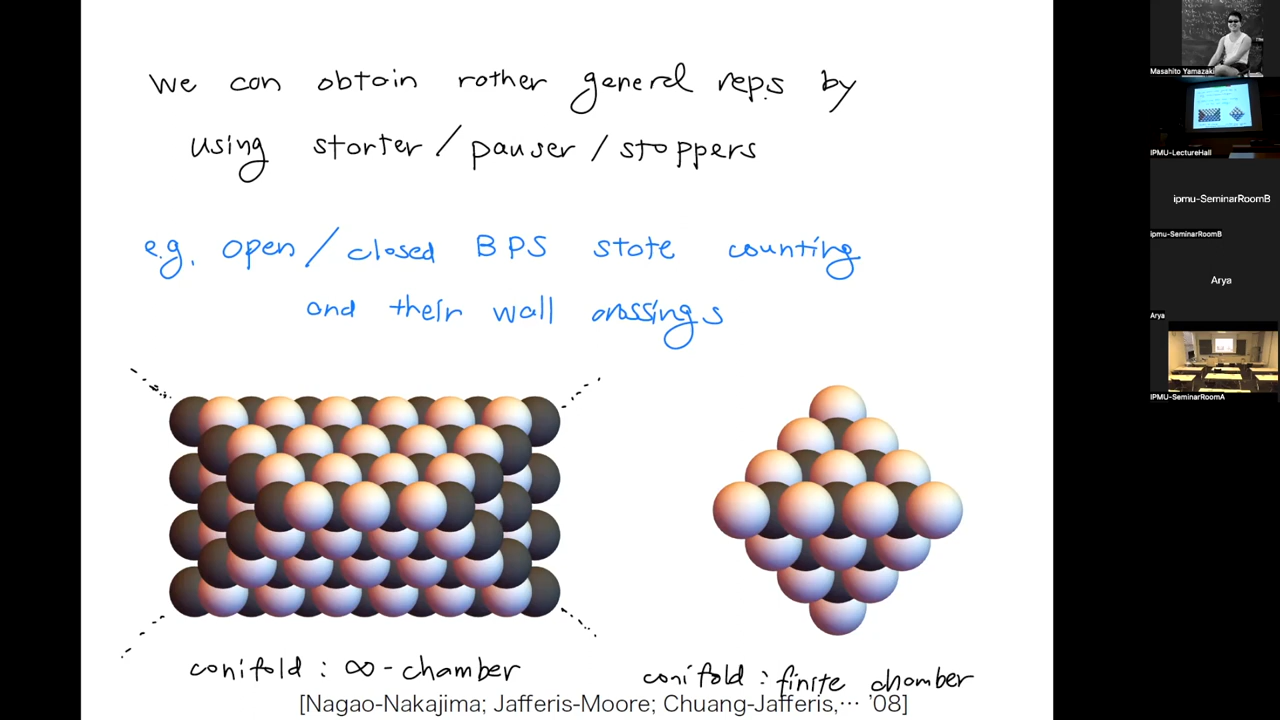 We can obtain rather general reps by
using starter / pauser / stoppers
e.g. open / closed BPS state counting
and their wall crossings
conifold : ∞ - chamber
conifold : finite chamber
[Nagao-Nakajima; Jafferis-Moore; Chuang-Jafferis,… '08]
Masahito Yamazaki
IPMU-LectureHall
ipmu-SeminarRoomB
ipmu-SeminarRoomB
Arya
Arya
IPMU-SeminarRoomA